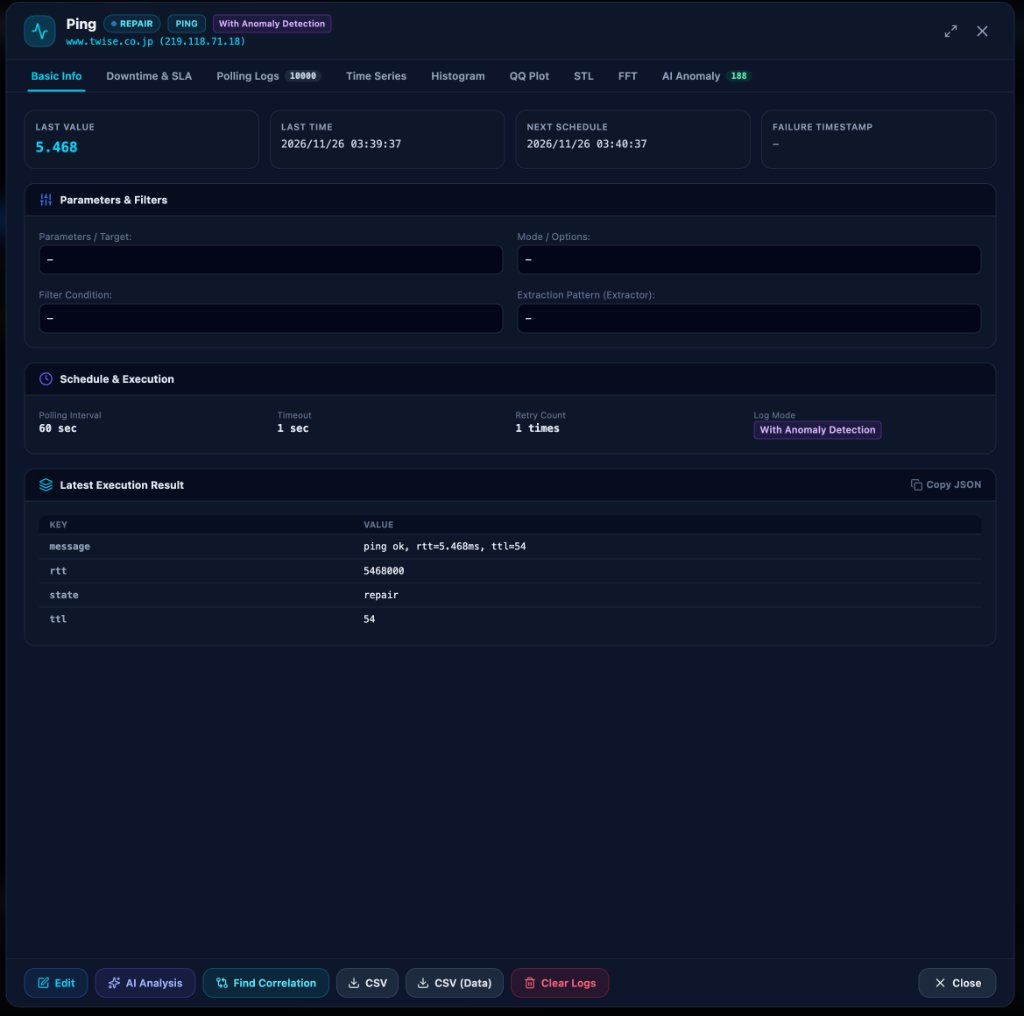 Ping REPAIR PING With Anomaly Detection
www.twise.co.jp (219.118.71.18)
Basic Info Downtime & SLA Polling Logs 10000 Time Series Histogram QQ Plot STL FFT AI Anomaly 188
LAST VALUE
5.468
LAST TIME
2026/11/26 03:39:37
NEXT SCHEDULE
2026/11/26 03:40:37
FAILURE TIMESTAMP
–
Parameters & Filters
Parameters / Target:
–
Mode / Options:
–
Filter Condition:
–
Extraction Pattern (Extractor):
–
Schedule & Execution
Polling Interval
60 sec
Timeout
1 sec
Retry Count
1 times
Log Mode
With Anomaly Detection
Latest Execution Result Copy JSON
KEY VALUE
message ping ok, rtt=5.468ms, ttl=54
rtt 5468000
state repair
ttl 54
Edit AI Analysis Find Correlation CSV CSV (Data) Clear Logs Close